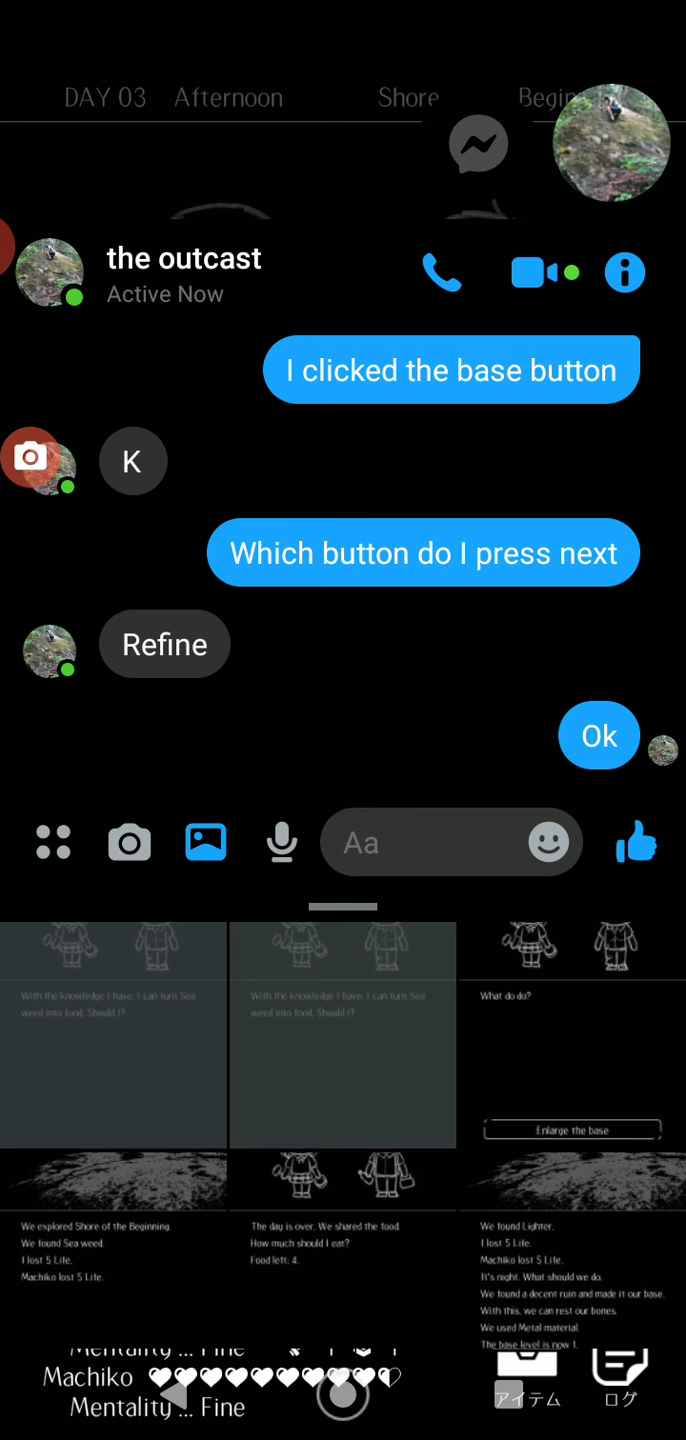 DAY 03 Afternoon Shore Begin
the outcast
Active Now
I clicked the base button
K
Which button do I press next
Refine
Ok
Aa
With the knowledge I have, I can turn Sea
weed into food. Should I?
With the knowledge I have, I can turn Sea
weed into food. Should I?
What do do?
Enlarge the base
We explored Shore of the Beginning.
We found Sea weed.
I lost 5 Life.
Machiko lost 5 Life.
The day is over. We shared the food.
How much should I eat?
Food left: 4.
We found Lighter.
I lost 5 Life.
Machiko lost 5 Life.
It's night. What should we do.
We found a decent ruin and made it our base.
With this, we can rest our bones.
We used Metal material.
The base level is now 1.
Mentality ... Fine
Machiko
Mentality ... Fine
アイテム
ログ